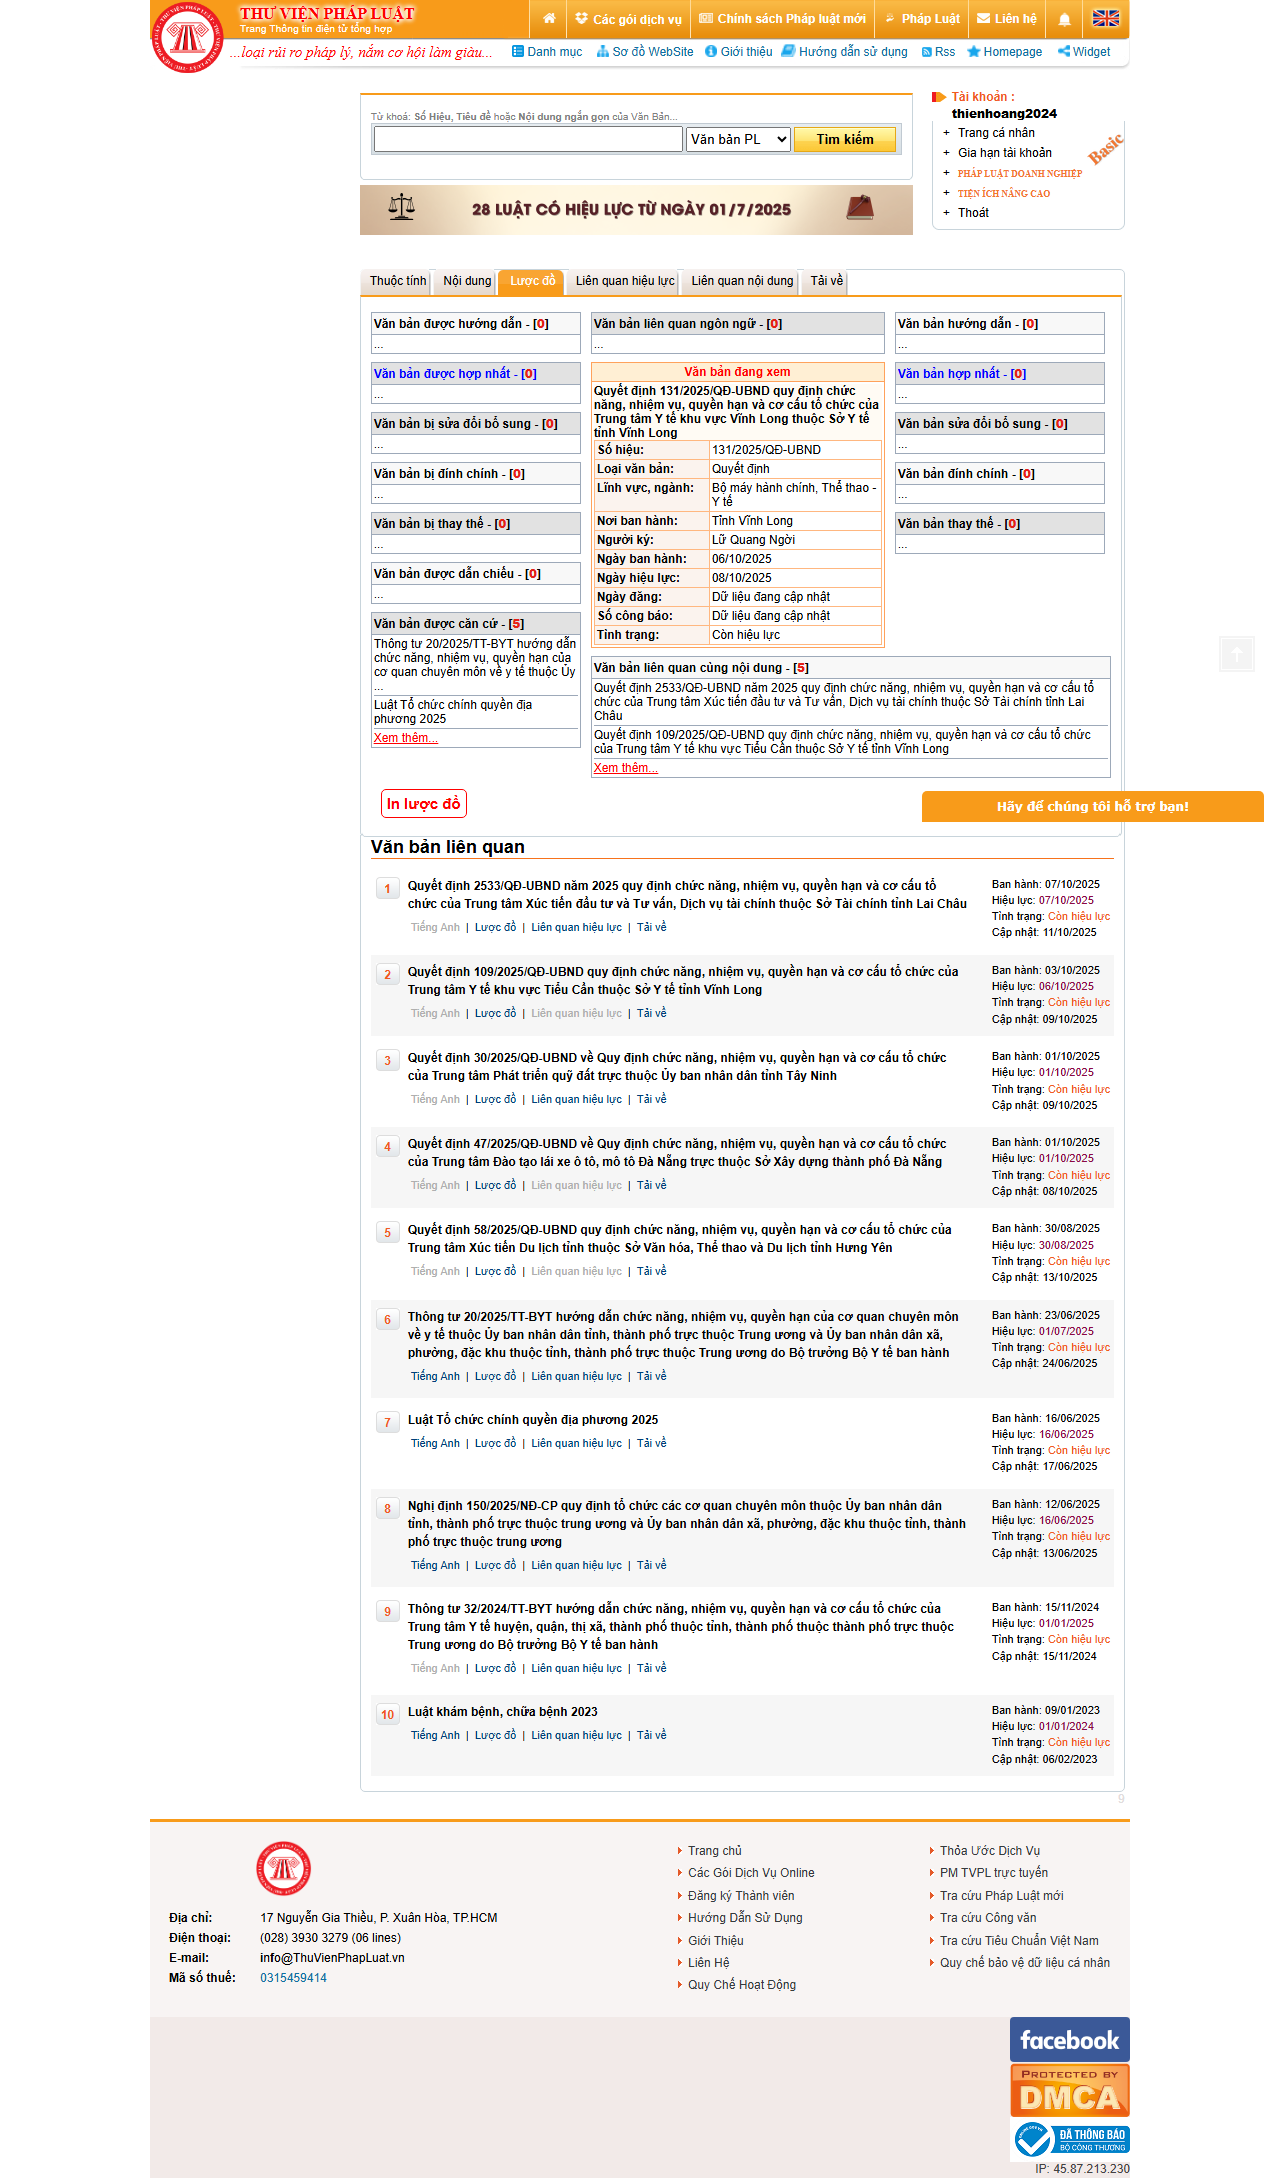 THƯ VIỆN PHÁP LUẬT
Trang Thông tin điện tử tổng hợp
Các gói dịch vụ
Chính sách Pháp luật mới
Pháp Luật
Liên hệ
...loại rủi ro pháp lý, nắm cơ hội làm giàu...
Danh mục
Sơ đồ WebSite
Giới thiệu
Hướng dẫn sử dụng
Rss
Homepage
Widget
Từ khoá: Số Hiệu, Tiêu đề hoặc Nội dung ngắn gọn của Văn Bản...
Văn bản PL
Tìm kiếm
28 LUẬT CÓ HIỆU LỰC TỪ NGÀY 01/7/2025
Tài khoản :
thienhoang2024
+ Trang cá nhân
+ Gia hạn tài khoản
+ PHÁP LUẬT DOANH NGHIỆP
+ TIỆN ÍCH NÂNG CAO
+ Thoát
Basic
Thuộc tính
Nội dung
Lược đồ
Liên quan hiệu lực
Liên quan nội dung
Tải về
Văn bản được hướng dẫn - [0]
...
Văn bản được hợp nhất - [0]
...
Văn bản bị sửa đổi bổ sung - [0]
...
Văn bản bị đính chính - [0]
...
Văn bản bị thay thế - [0]
...
Văn bản được dẫn chiếu - [0]
...
Văn bản được căn cứ - [5]
Thông tư 20/2025/TT-BYT hướng dẫn
chức năng, nhiệm vụ, quyền hạn của
cơ quan chuyên môn về y tế thuộc Ủy
...
Luật Tổ chức chính quyền địa
phương 2025
Xem thêm...
Văn bản liên quan ngôn ngữ - [0]
...
Văn bản đang xem
Quyết định 131/2025/QĐ-UBND quy định chức
năng, nhiệm vụ, quyền hạn và cơ cấu tổ chức của
Trung tâm Y tế khu vực Vĩnh Long thuộc Sở Y tế
tỉnh Vĩnh Long
Số hiệu: 131/2025/QĐ-UBND
Loại văn bản: Quyết định
Lĩnh vực, ngành: Bộ máy hành chính, Thể thao -
Y tế
Nơi ban hành: Tỉnh Vĩnh Long
Người ký: Lữ Quang Ngời
Ngày ban hành: 06/10/2025
Ngày hiệu lực: 08/10/2025
Ngày đăng: Dữ liệu đang cập nhật
Số công báo: Dữ liệu đang cập nhật
Tình trạng: Còn hiệu lực
Văn bản hướng dẫn - [0]
...
Văn bản hợp nhất - [0]
...
Văn bản sửa đổi bổ sung - [0]
...
Văn bản đính chính - [0]
...
Văn bản thay thế - [0]
...
Văn bản liên quan cùng nội dung - [5]
Quyết định 2533/QĐ-UBND năm 2025 quy định chức năng, nhiệm vụ, quyền hạn và cơ cấu tổ
chức của Trung tâm Xúc tiến đầu tư và Tư vấn, Dịch vụ tài chính thuộc Sở Tài chính tỉnh Lai
Châu
Quyết định 109/2025/QĐ-UBND quy định chức năng, nhiệm vụ, quyền hạn và cơ cấu tổ chức
của Trung tâm Y tế khu vực Tiểu Cần thuộc Sở Y tế tỉnh Vĩnh Long
Xem thêm...
In lược đồ
Hãy để chúng tôi hỗ trợ bạn!
Văn bản liên quan
1
Quyết định 2533/QĐ-UBND năm 2025 quy định chức năng, nhiệm vụ, quyền hạn và cơ cấu tổ
chức của Trung tâm Xúc tiến đầu tư và Tư vấn, Dịch vụ tài chính thuộc Sở Tài chính tỉnh Lai Châu
Tiếng Anh | Lược đồ | Liên quan hiệu lực | Tải về
Ban hành: 07/10/2025
Hiệu lực: 07/10/2025
Tình trạng: Còn hiệu lực
Cập nhật: 11/10/2025
2
Quyết định 109/2025/QĐ-UBND quy định chức năng, nhiệm vụ, quyền hạn và cơ cấu tổ chức của
Trung tâm Y tế khu vực Tiểu Cần thuộc Sở Y tế tỉnh Vĩnh Long
Tiếng Anh | Lược đồ | Liên quan hiệu lực | Tải về
Ban hành: 03/10/2025
Hiệu lực: 06/10/2025
Tình trạng: Còn hiệu lực
Cập nhật: 09/10/2025
3
Quyết định 30/2025/QĐ-UBND về Quy định chức năng, nhiệm vụ, quyền hạn và cơ cấu tổ chức
của Trung tâm Phát triển quỹ đất trực thuộc Ủy ban nhân dân tỉnh Tây Ninh
Tiếng Anh | Lược đồ | Liên quan hiệu lực | Tải về
Ban hành: 01/10/2025
Hiệu lực: 01/10/2025
Tình trạng: Còn hiệu lực
Cập nhật: 09/10/2025
4
Quyết định 47/2025/QĐ-UBND về Quy định chức năng, nhiệm vụ, quyền hạn và cơ cấu tổ chức
của Trung tâm Đào tạo lái xe ô tô, mô tô Đà Nẵng trực thuộc Sở Xây dựng thành phố Đà Nẵng
Tiếng Anh | Lược đồ | Liên quan hiệu lực | Tải về
Ban hành: 01/10/2025
Hiệu lực: 01/10/2025
Tình trạng: Còn hiệu lực
Cập nhật: 08/10/2025
5
Quyết định 58/2025/QĐ-UBND quy định chức năng, nhiệm vụ, quyền hạn và cơ cấu tổ chức của
Trung tâm Xúc tiến Du lịch tỉnh thuộc Sở Văn hóa, Thể thao và Du lịch tỉnh Hưng Yên
Tiếng Anh | Lược đồ | Liên quan hiệu lực | Tải về
Ban hành: 30/08/2025
Hiệu lực: 30/08/2025
Tình trạng: Còn hiệu lực
Cập nhật: 13/10/2025
6
Thông tư 20/2025/TT-BYT hướng dẫn chức năng, nhiệm vụ, quyền hạn của cơ quan chuyên môn
về y tế thuộc Ủy ban nhân dân tỉnh, thành phố trực thuộc Trung ương và Ủy ban nhân dân xã,
phường, đặc khu thuộc tỉnh, thành phố trực thuộc Trung ương do Bộ trưởng Bộ Y tế ban hành
Tiếng Anh | Lược đồ | Liên quan hiệu lực | Tải về
Ban hành: 23/06/2025
Hiệu lực: 01/07/2025
Tình trạng: Còn hiệu lực
Cập nhật: 24/06/2025
7
Luật Tổ chức chính quyền địa phương 2025
Tiếng Anh | Lược đồ | Liên quan hiệu lực | Tải về
Ban hành: 16/06/2025
Hiệu lực: 16/06/2025
Tình trạng: Còn hiệu lực
Cập nhật: 17/06/2025
8
Nghị định 150/2025/NĐ-CP quy định tổ chức các cơ quan chuyên môn thuộc Ủy ban nhân dân
tỉnh, thành phố trực thuộc trung ương và Ủy ban nhân dân xã, phường, đặc khu thuộc tỉnh, thành
phố trực thuộc trung ương
Tiếng Anh | Lược đồ | Liên quan hiệu lực | Tải về
Ban hành: 12/06/2025
Hiệu lực: 16/06/2025
Tình trạng: Còn hiệu lực
Cập nhật: 13/06/2025
9
Thông tư 32/2024/TT-BYT hướng dẫn chức năng, nhiệm vụ, quyền hạn và cơ cấu tổ chức của
Trung tâm Y tế huyện, quận, thị xã, thành phố thuộc tỉnh, thành phố thuộc thành phố trực thuộc
Trung ương do Bộ trưởng Bộ Y tế ban hành
Tiếng Anh | Lược đồ | Liên quan hiệu lực | Tải về
Ban hành: 15/11/2024
Hiệu lực: 01/01/2025
Tình trạng: Còn hiệu lực
Cập nhật: 15/11/2024
10
Luật khám bệnh, chữa bệnh 2023
Tiếng Anh | Lược đồ | Liên quan hiệu lực | Tải về
Ban hành: 09/01/2023
Hiệu lực: 01/01/2024
Tình trạng: Còn hiệu lực
Cập nhật: 06/02/2023
9
Địa chỉ: 17 Nguyễn Gia Thiều, P. Xuân Hòa, TP.HCM
Điện thoại: (028) 3930 3279 (06 lines)
E-mail: info@ThuVienPhapLuat.vn
Mã số thuế: 0315459414
Trang chủ
Các Gói Dịch Vụ Online
Đăng ký Thành viên
Hướng Dẫn Sử Dụng
Giới Thiệu
Liên Hệ
Quy Chế Hoạt Động
Thỏa Ước Dịch Vụ
PM TVPL trực tuyến
Tra cứu Pháp Luật mới
Tra cứu Công văn
Tra cứu Tiêu Chuẩn Việt Nam
Quy chế bảo vệ dữ liệu cá nhân
facebook
PROTECTED BY
DMCA
ĐÃ THÔNG BÁO
BỘ CÔNG THƯƠNG
IP: 45.87.213.230